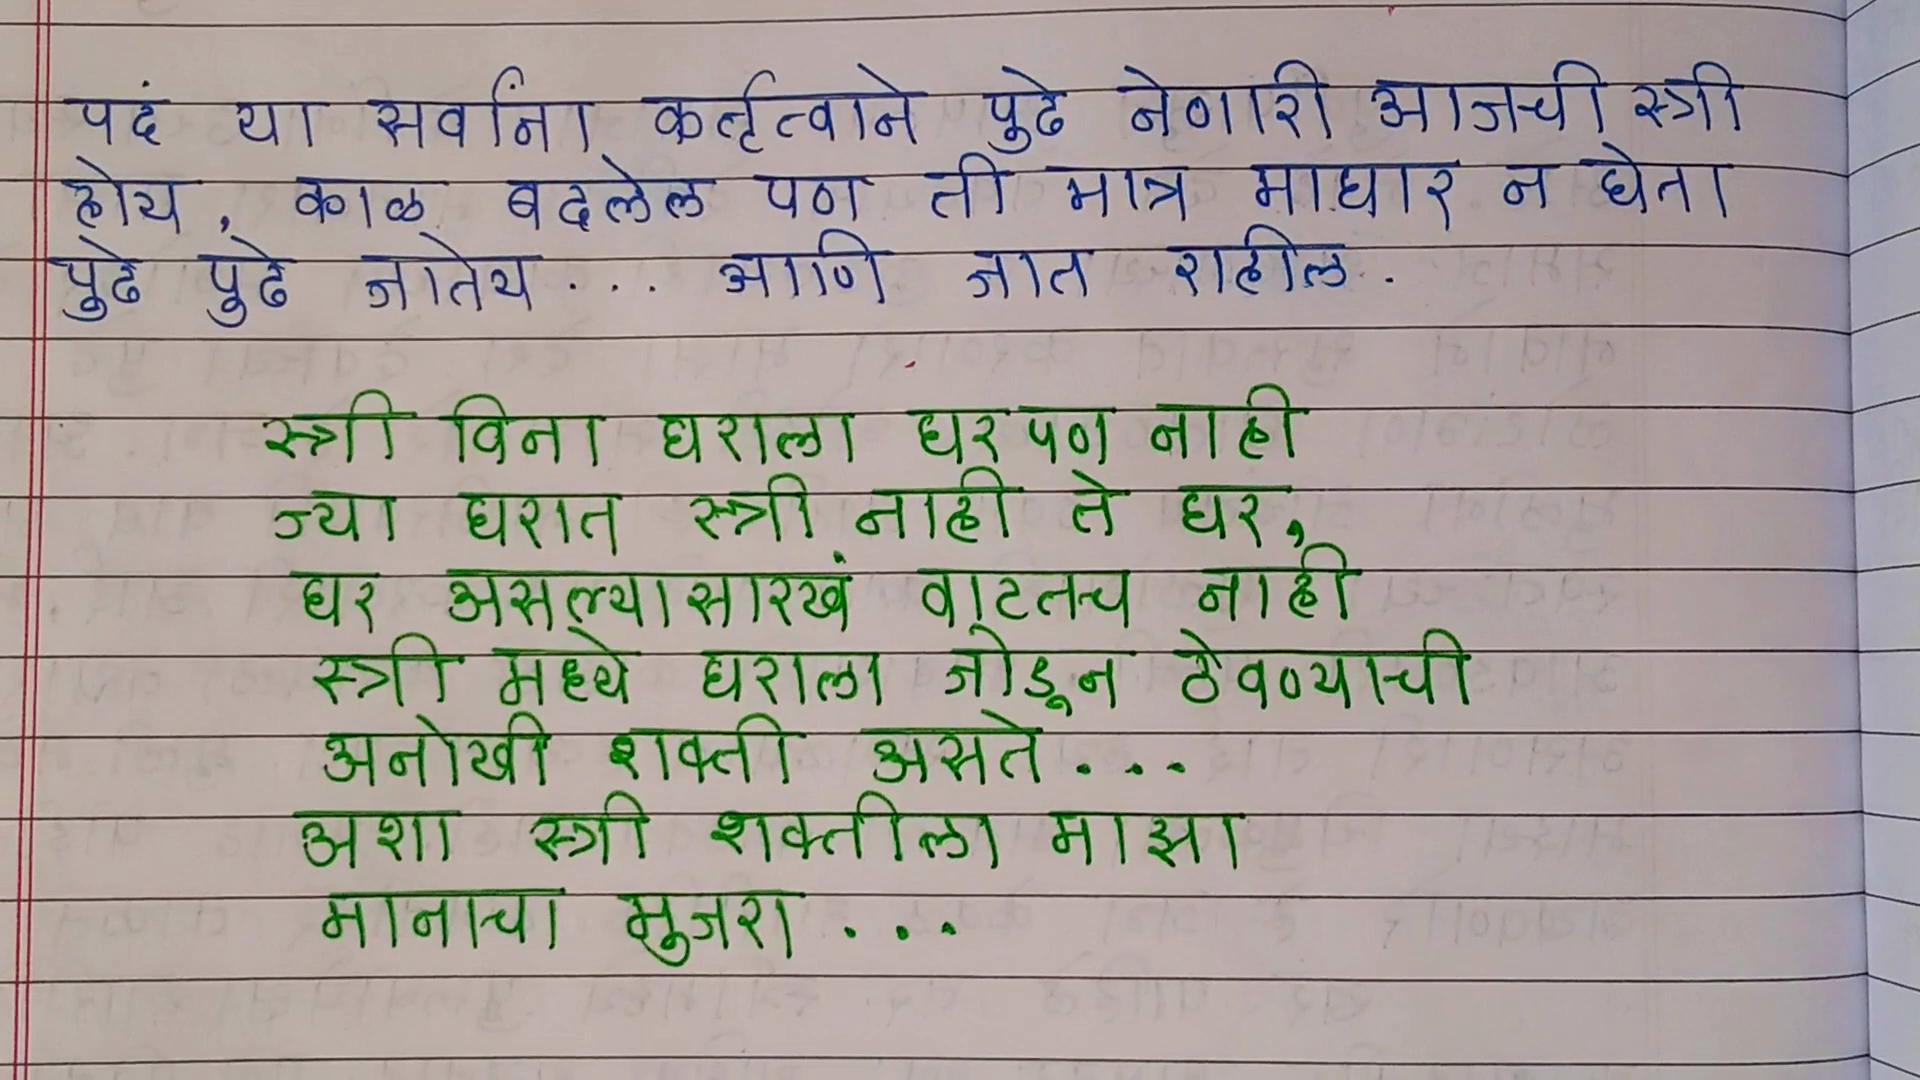 पदं या सर्वांना कर्तृत्वाने पुढे नेणारी आजची स्त्री
होय, काळ बदलेल पण ती मात्र माघार न घेता
पुढे पुढे जातेय... आणि जात राहील.
स्त्री विना घराला घरपण नाही
ज्या घरात स्त्री नाही ते घर,
घर असल्यासारखं वाटतच नाही
स्त्री मध्ये घराला जोडून ठेवण्याची
अनोखी शक्ती असते...
अशा स्त्री शक्तीला माझा
मानाचा मुजरा...